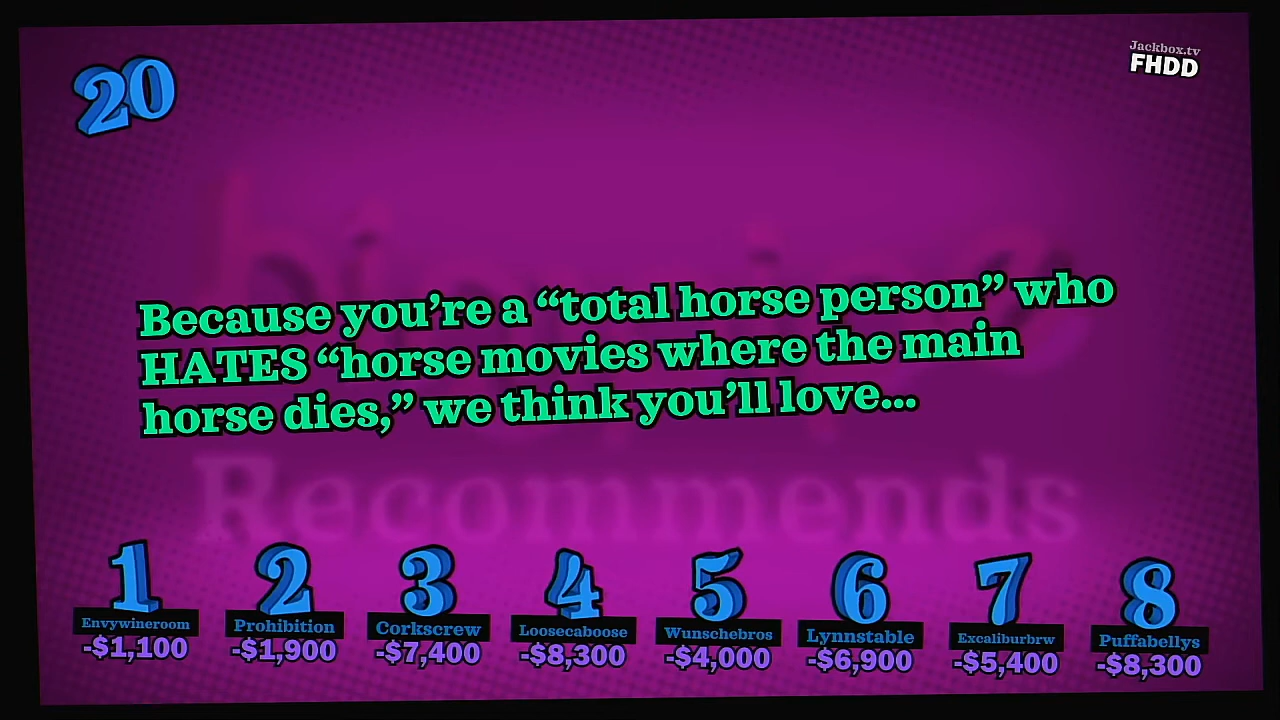 20
Jackbox.tv
FHDD
Because you're a “total horse person” who
HATES “horse movies where the main
horse dies,” we think you'll love...
Recommends
1 2 3 4 5 6 7 8
Envywineroom Prohibition Corkscrew Loosecaboose Wunschebros Lynnstable Excaliburbrw Puffabellys
-$1,100 -$1,900 -$7,400 -$8,300 -$4,000 -$6,900 -$5,400 -$8,300